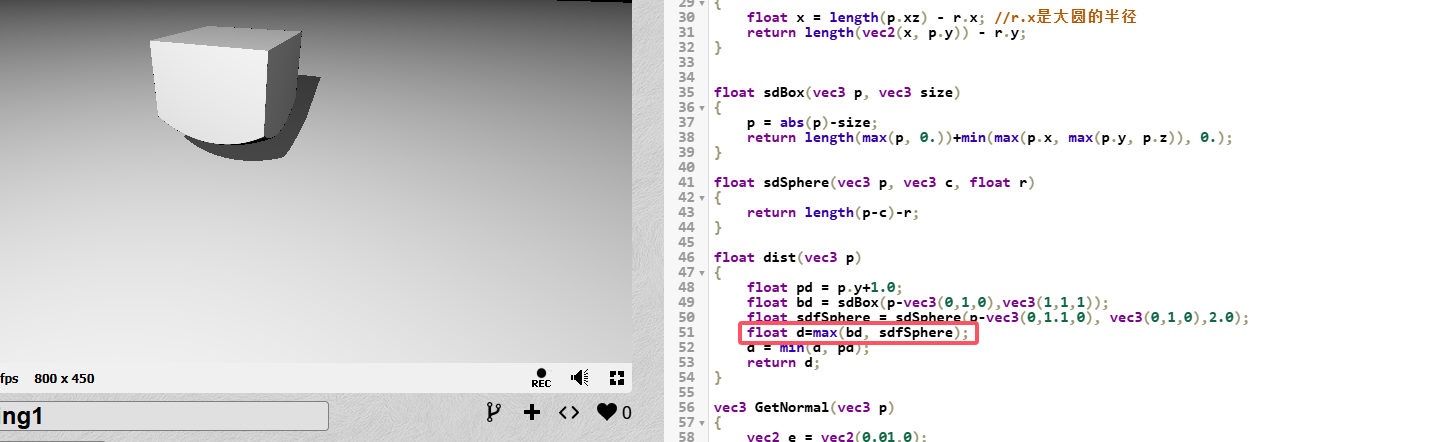 29 {
30 float x = length(p.xz) - r.x; //r.x是大圆的半径
31 return length(vec2(x, p.y)) - r.y;
32 }
33
34
35 float sdBox(vec3 p, vec3 size)
36 {
37 p = abs(p)-size;
38 return length(max(p, 0.))+min(max(p.x, max(p.y, p.z)), 0.);
39 }
40
41 float sdSphere(vec3 p, vec3 c, float r)
42 {
43 return length(p-c)-r;
44 }
45
46 float dist(vec3 p)
47 {
48 float pd = p.y+1.0;
49 float bd = sdBox(p-vec3(0,1,0),vec3(1,1,1));
50 float sdfSphere = sdSphere(p-vec3(0,1.1,0), vec3(0,1,0),2.0);
51 float d=max(bd, sdfSphere);
52 d = min(d, pd);
53 return d;
54 }
55
56 vec3 GetNormal(vec3 p)
57 {
58 vec2 e = vec2(0.01,0);
fps 800 x 450
REC
ing1
0